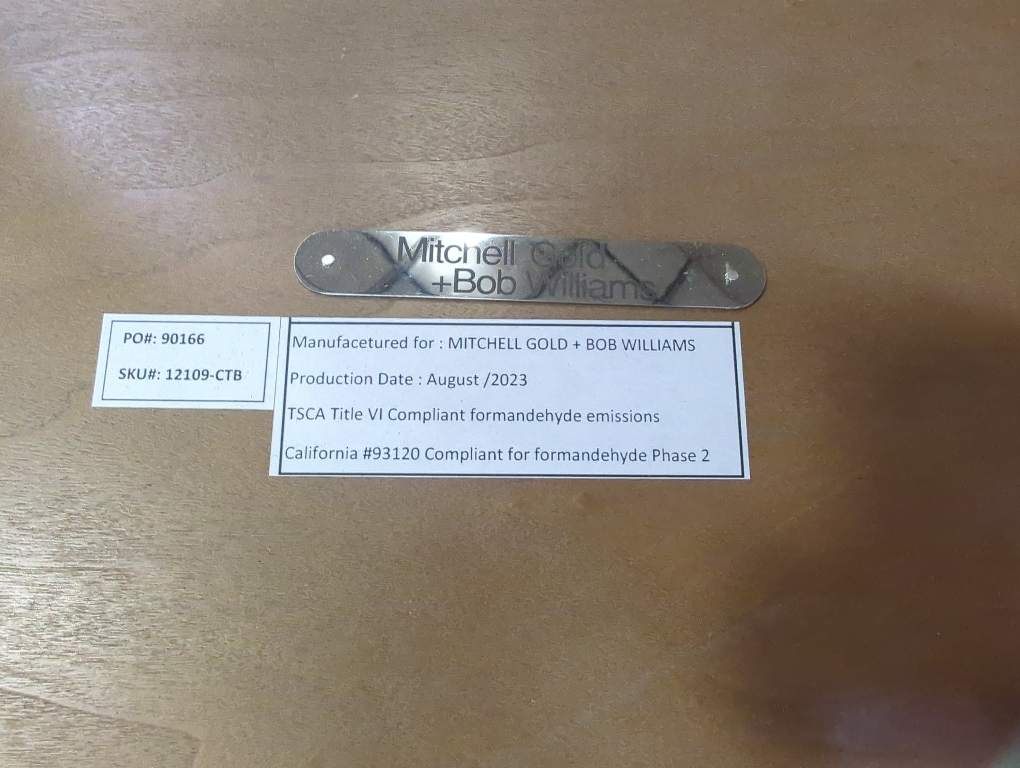 Mitchell Gold
+Bob Williams
PO#: 90166
SKU#: 12109-CTB
Manufacetured for : MITCHELL GOLD + BOB WILLIAMS
Production Date : August /2023
TSCA Title VI Compliant formandehyde emissions
California #93120 Compliant for formandehyde Phase 2